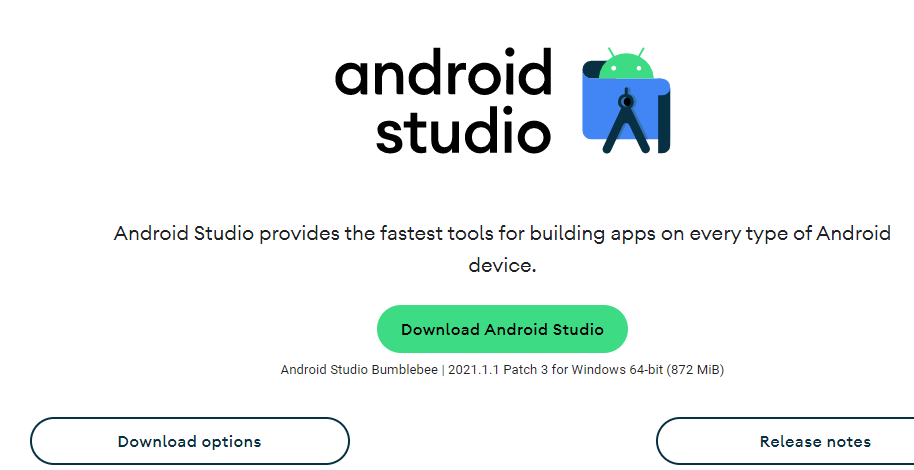 android
studio
Android Studio provides the fastest tools for building apps on every type of Android
device.
Download Android Studio
Android Studio Bumblebee | 2021.1.1 Patch 3 for Windows 64-bit (872 MiB)
Download options
Release notes